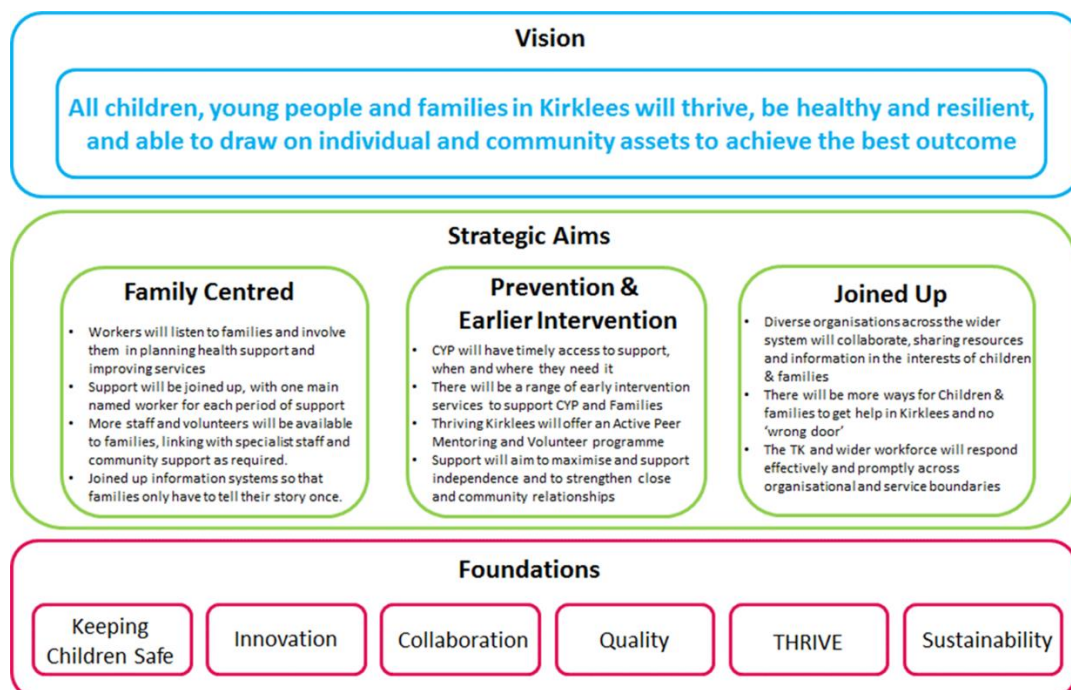 Vision
All children, young people and families in Kirklees will thrive, be healthy and resilient,
and able to draw on individual and community assets to achieve the best outcome
Strategic Aims
Family Centred
• Workers will listen to families and involve
them in planning health support and
improving services
• Support will be joined up, with one main
named worker for each period of support
• More staff and volunteers will be available
to families, linking with specialist staff and
community support as required.
• Joined up information systems so that
families only have to tell their story once.
Prevention &
Earlier Intervention
• CYP will have timely access to support,
when and where they need it
• There will be a range of early intervention
services to support CYP and Families
• Thriving Kirklees will offer an Active Peer
Mentoring and Volunteer programme
• Support will aim to maximise and support
independence and to strengthen close
and community relationships
Joined Up
• Diverse organisations across the wider
system will collaborate, sharing resources
and information in the interests of children
& families
• There will be more ways for Children &
families to get help in Kirklees and no
‘wrong door’
• The TK and wider workforce will respond
effectively and promptly across
organisational and service boundaries
Foundations
Keeping
Children Safe
Innovation
Collaboration
Quality
THRIVE
Sustainability